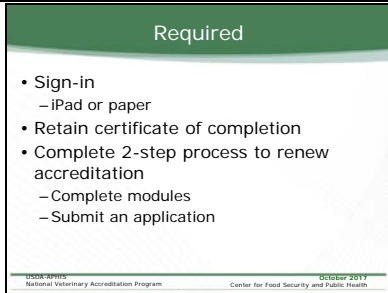 Required
• Sign-in
–iPad or paper
• Retain certificate of completion
• Complete 2-step process to renew
accreditation
–Complete modules
–Submit an application
USDA-APHIS
National Veterinary Accreditation Program
October 2017
Center for Food Security and Public Health